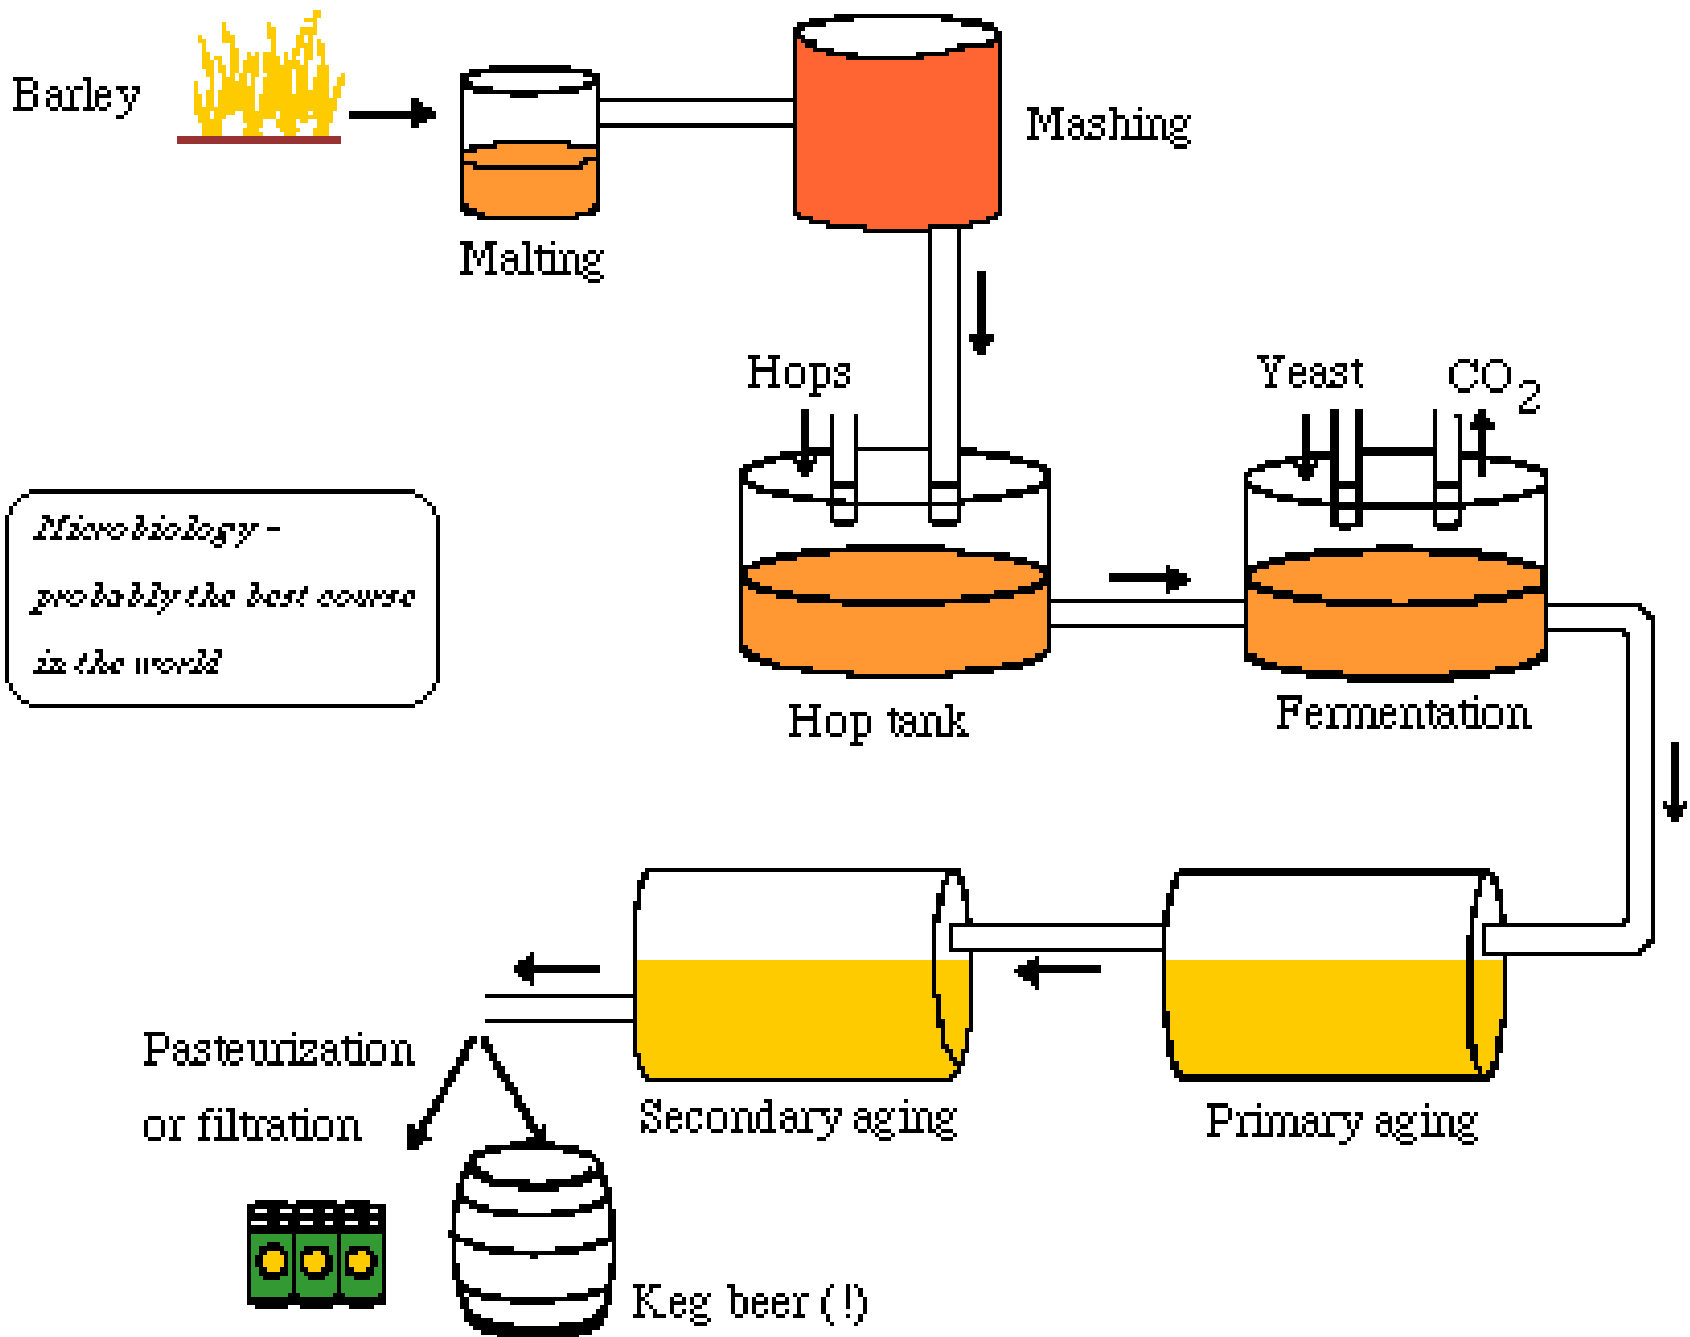 Barley
Mashing
Malting
Hops
Yeast
CO2
Microbiology -
probably the best course
in the world
Hop tank
Fermentation
Pasteurization
or filtration
Secondary aging
Primary aging
Keg beer (!)